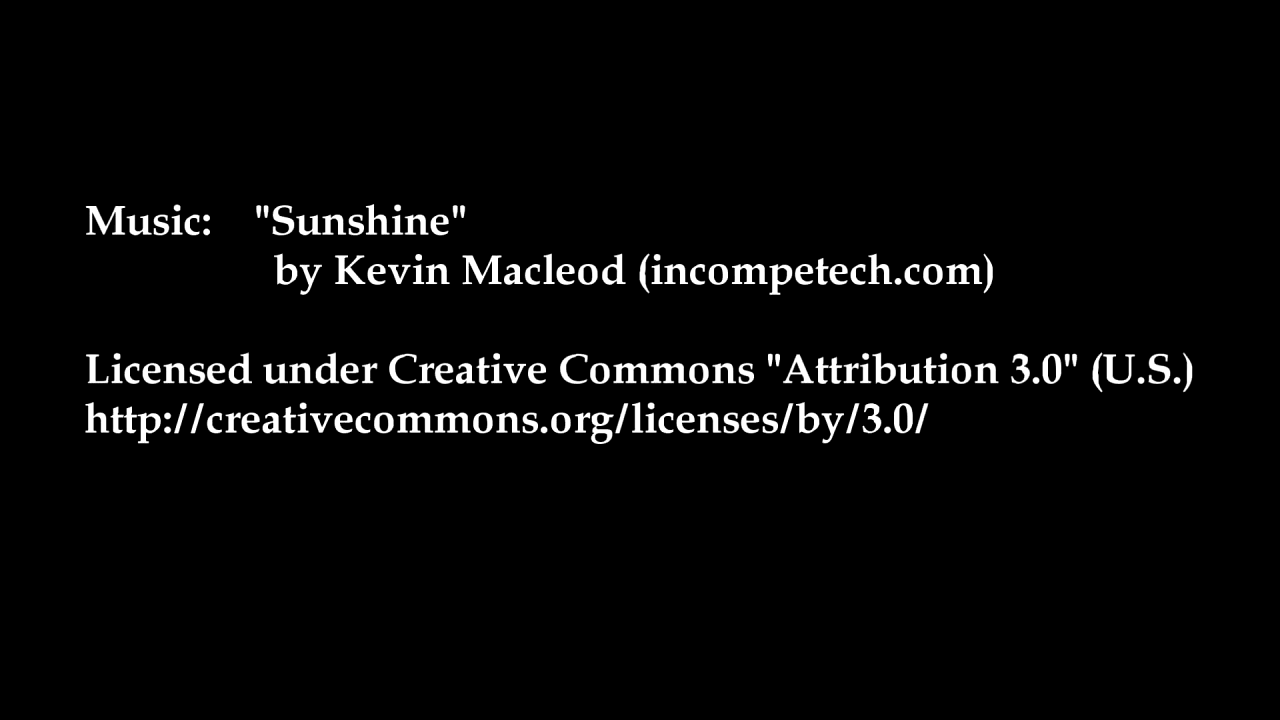 Music: "Sunshine"
by Kevin Macleod (incompetech.com)
Licensed under Creative Commons "Attribution 3.0" (U.S.)
http://creativecommons.org/licenses/by/3.0/